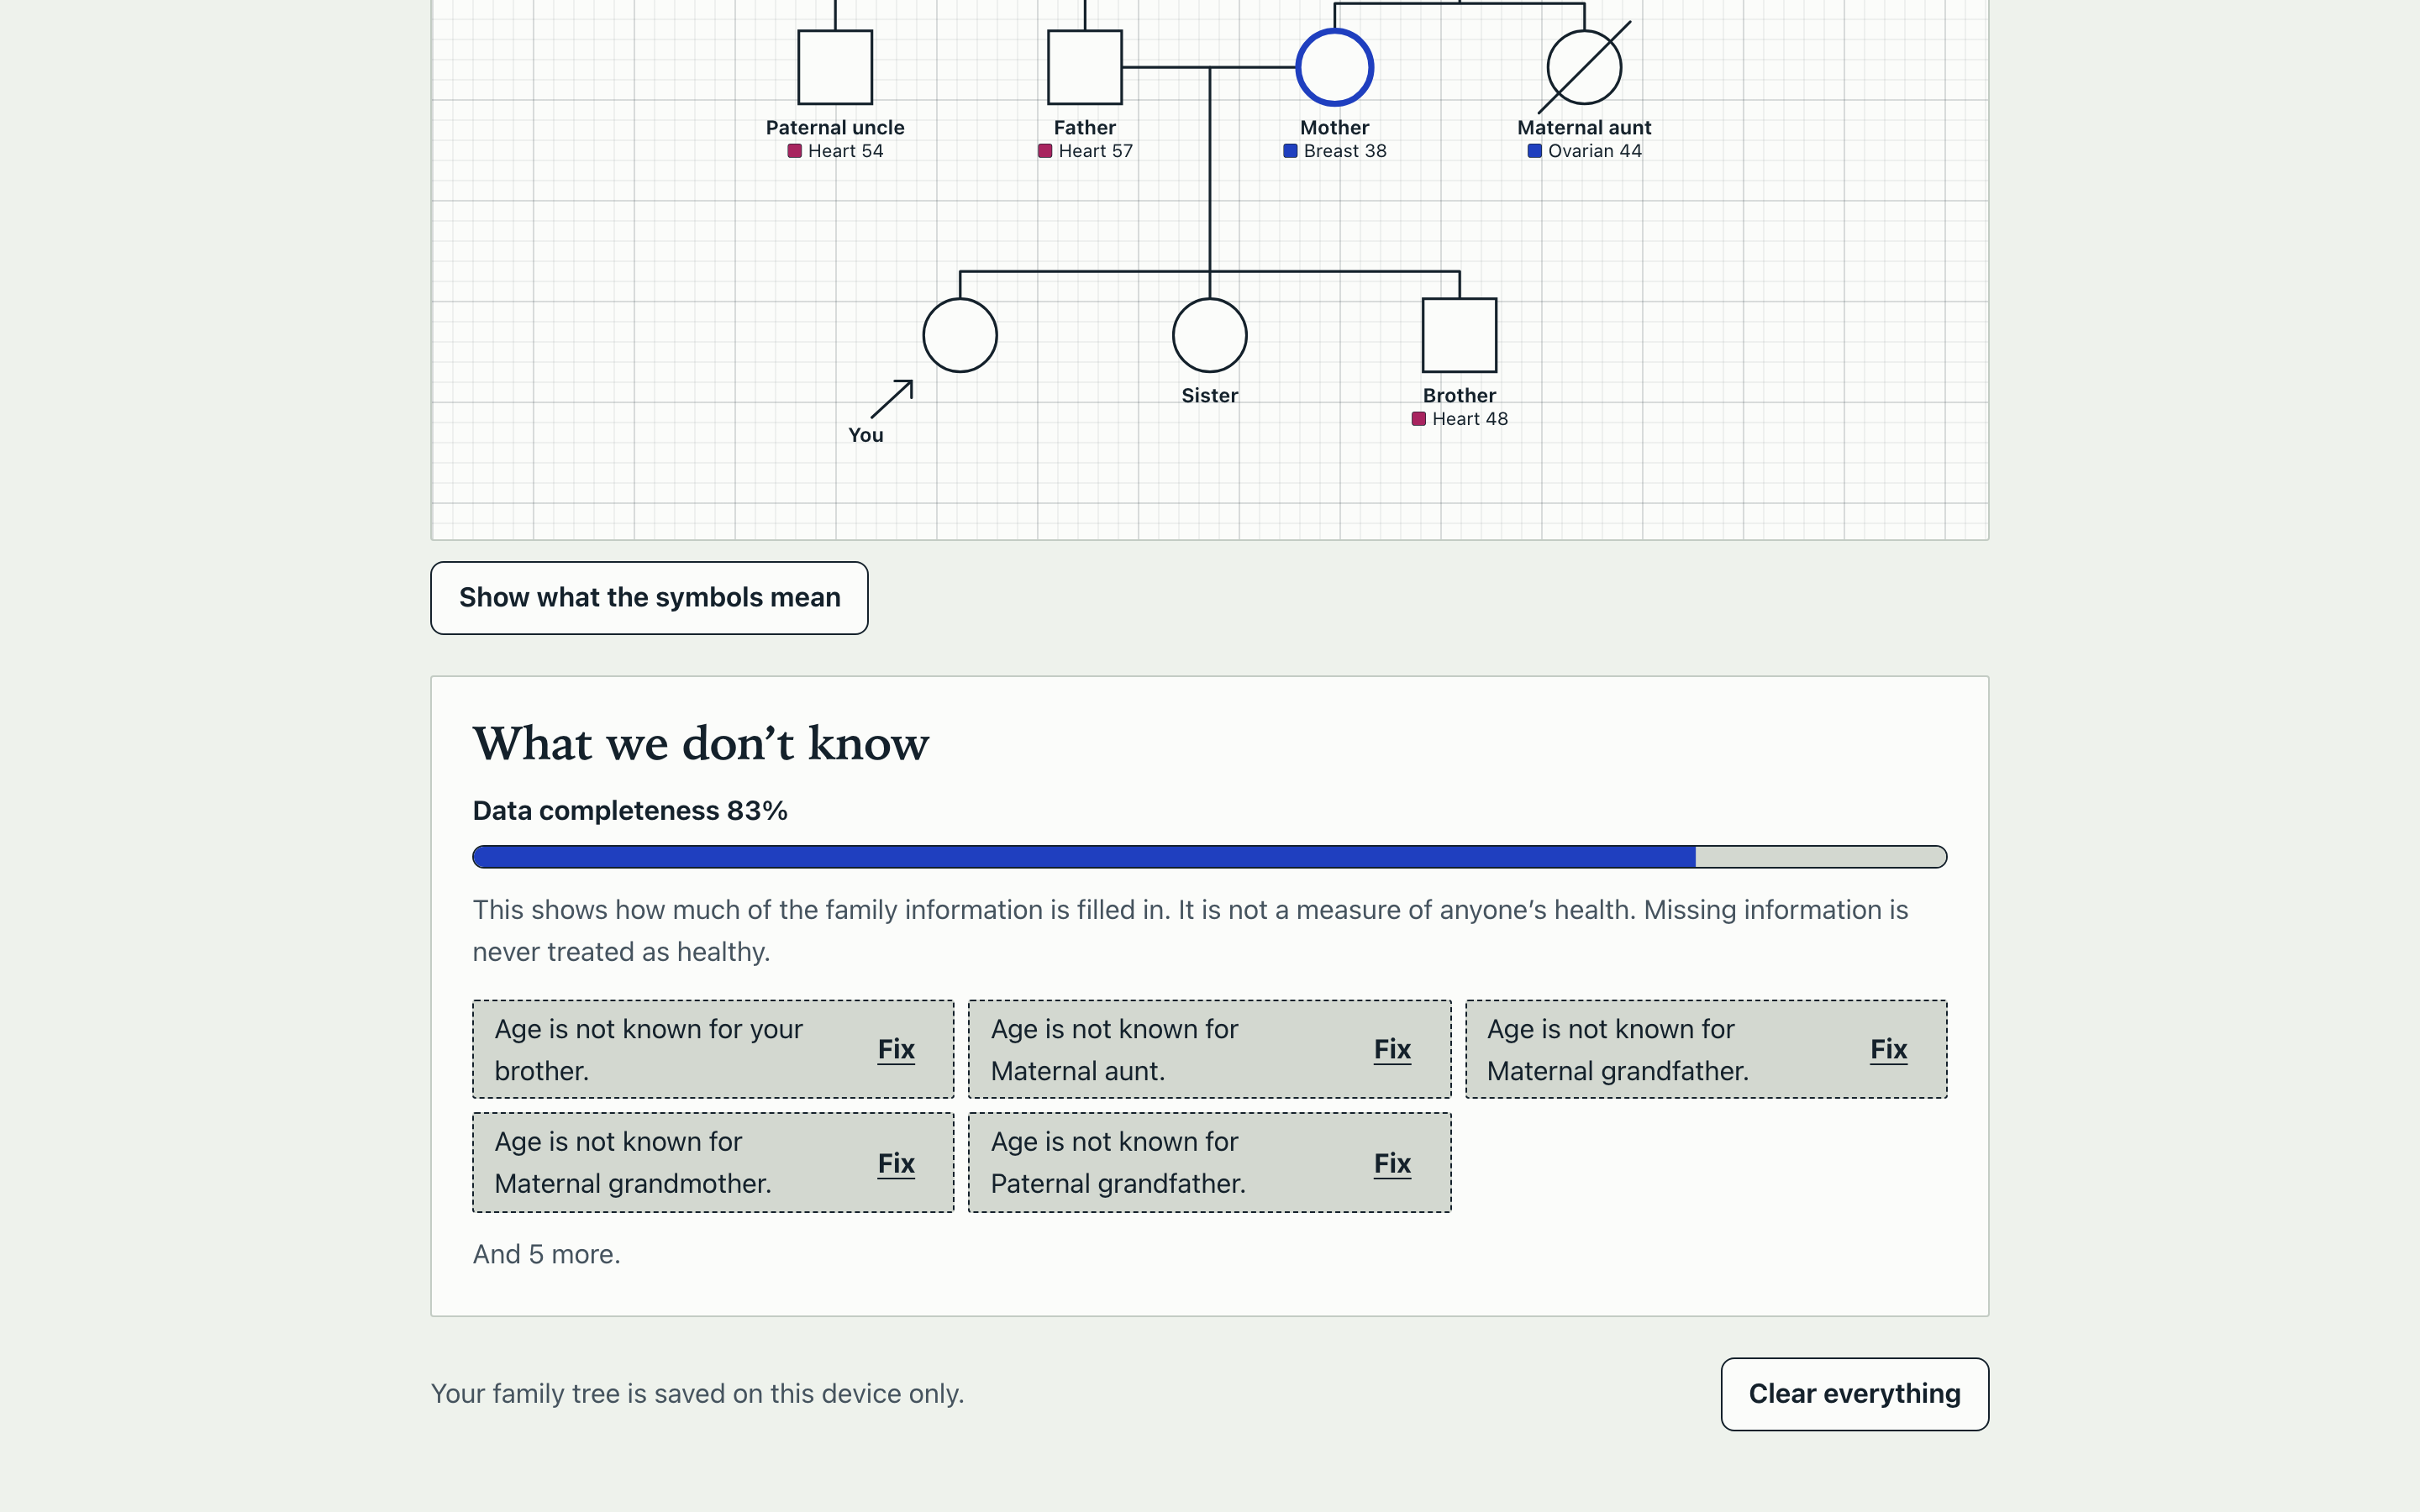 Paternal uncle
Heart 54
Father
Heart 57
Mother
Breast 38
Maternal aunt
Ovarian 44
You
Sister
Brother
Heart 48
Show what the symbols mean
What we don’t know
Data completeness 83%
This shows how much of the family information is filled in. It is not a measure of anyone’s health. Missing information is
never treated as healthy.
Age is not known for your
brother.
Fix
Age is not known for
Maternal aunt.
Fix
Age is not known for
Maternal grandfather.
Fix
Age is not known for
Maternal grandmother.
Fix
Age is not known for
Paternal grandfather.
Fix
And 5 more.
Your family tree is saved on this device only.
Clear everything